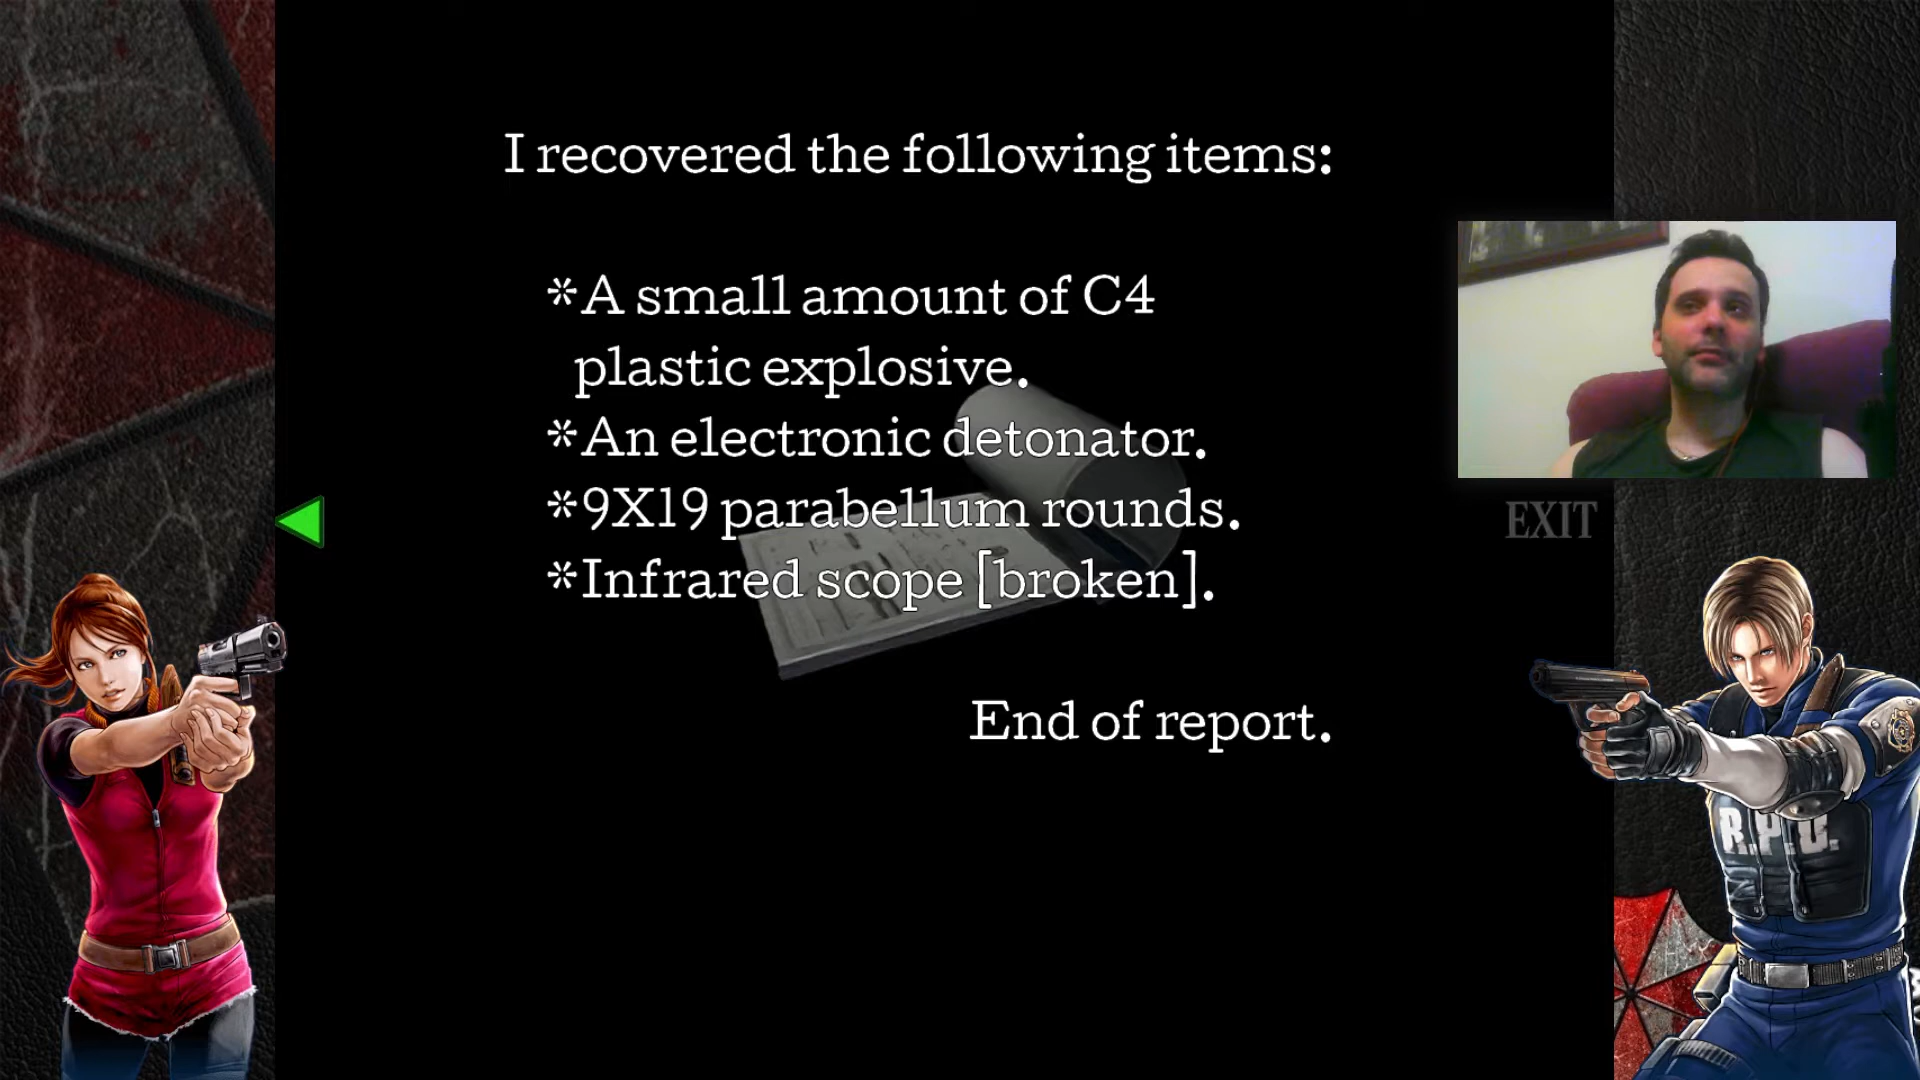 I recovered the following items:
*A small amount of C4
plastic explosive.
*An electronic detonator.
*9X19 parabellum rounds.
*Infrared scope [broken].
End of report.
EXIT
R.P.D.